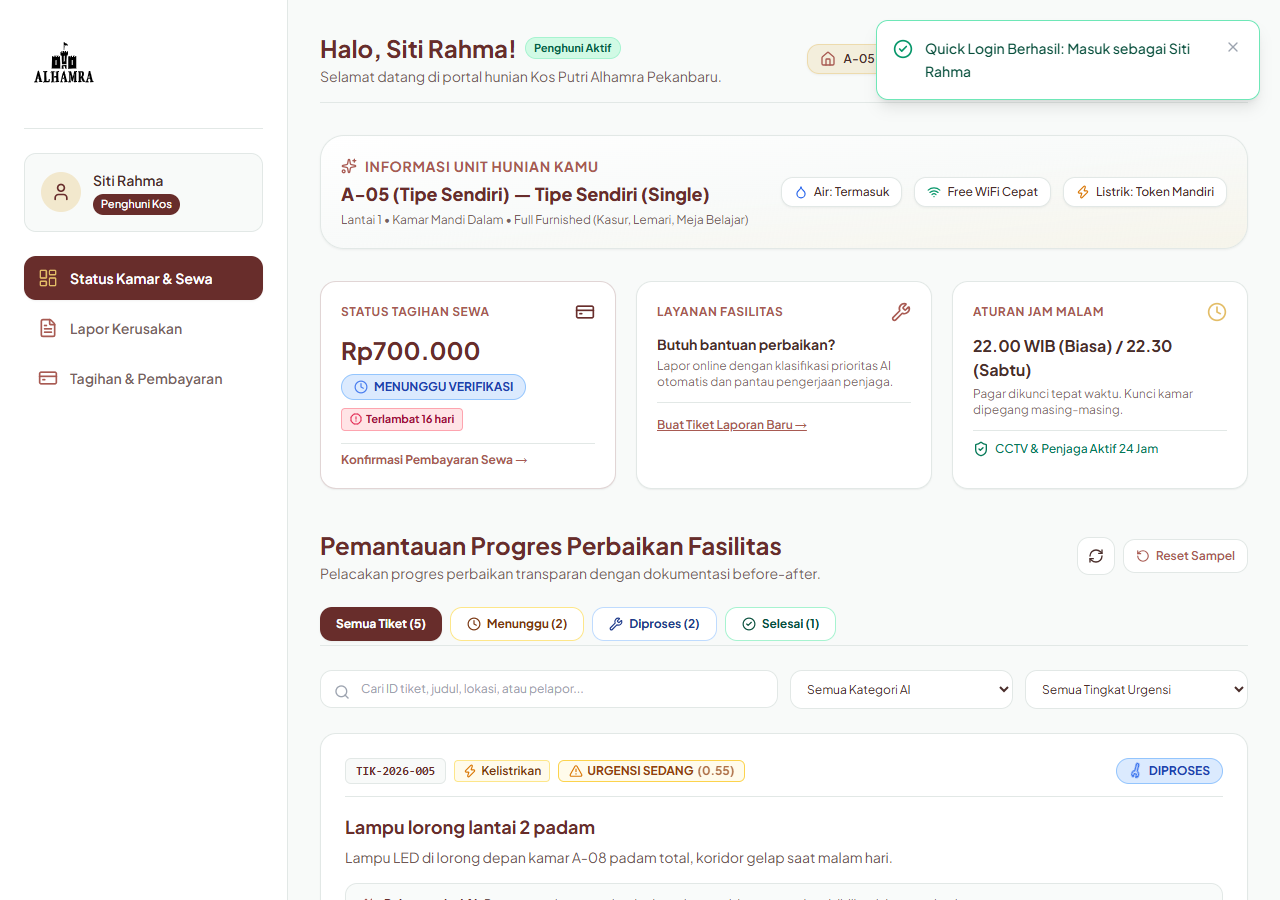 ALHAMRA
Siti Rahma
Penghuni Kos
Status Kamar & Sewa
Lapor Kerusakan
Tagihan & Pembayaran
Halo, Siti Rahma!
Penghuni Aktif
Selamat datang di portal hunian Kos Putri Alhamra Pekanbaru.
A-05
Quick Login Berhasil: Masuk sebagai Siti
Rahma
INFORMASI UNIT HUNIAN KAMU
A-05 (Tipe Sendiri) — Tipe Sendiri (Single)
Lantai 1 • Kamar Mandi Dalam • Full Furnished (Kasur, Lemari, Meja Belajar)
Air: Termasuk
Free WiFi Cepat
Listrik: Token Mandiri
STATUS TAGIHAN SEWA
Rp700.000
MENUNGGU VERIFIKASI
Terlambat 16 hari
Konfirmasi Pembayaran Sewa →
LAYANAN FASILITAS
Butuh bantuan perbaikan?
Lapor online dengan klasifikasi prioritas AI
otomatis dan pantau pengerjaan penjaga.
Buat Tiket Laporan Baru →
ATURAN JAM MALAM
22.00 WIB (Biasa) / 22.30
(Sabtu)
Pagar dikunci tepat waktu. Kunci kamar
dipegang masing-masing.
CCTV & Penjaga Aktif 24 Jam
Pemantauan Progres Perbaikan Fasilitas
Pelacakan progres perbaikan transparan dengan dokumentasi before-after.
Reset Sampel
Semua Tiket (5)
Menunggu (2)
Diproses (2)
Selesai (1)
Cari ID tiket, judul, lokasi, atau pelapor...
Semua Kategori AI
Semua Tingkat Urgensi
TIK-2026-005
Kelistrikan
URGENSI SEDANG (0.55)
DIPROSES
Lampu lorong lantai 2 padam
Lampu LED di lorong depan kamar A-08 padam total, koridor gelap saat malam hari.